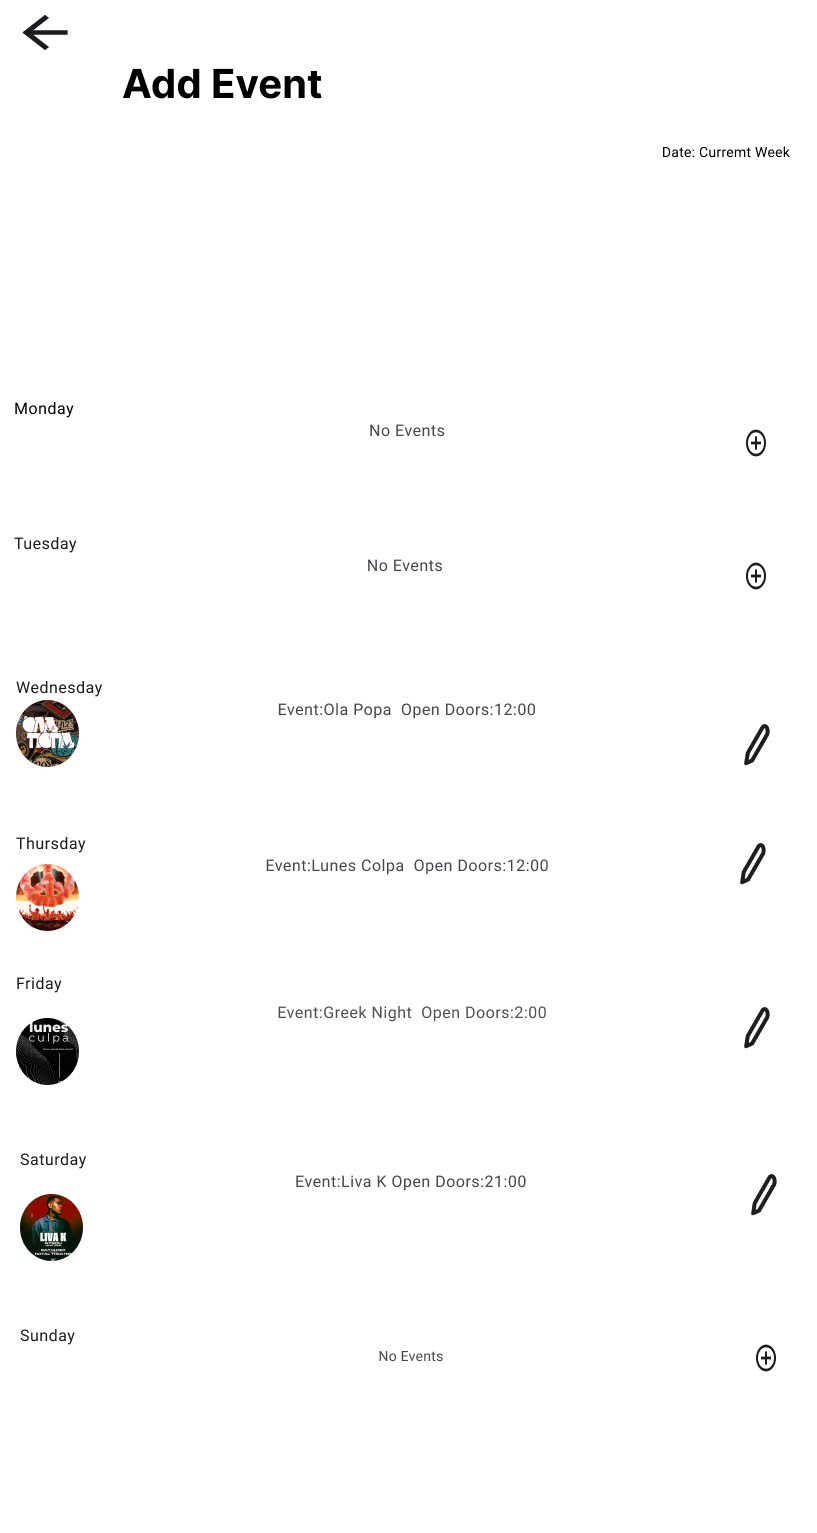 Add Event
Date: Curremt Week
Monday
No Events
Tuesday
No Events
Wednesday
Event:Ola Popa  Open Doors:12:00
Thursday
Event:Lunes Colpa  Open Doors:12:00
Friday
Event:Greek Night  Open Doors:2:00
lunes
culpa
Saturday
Event:Liva K Open Doors:21:00
LIVA K
Sunday
No Events